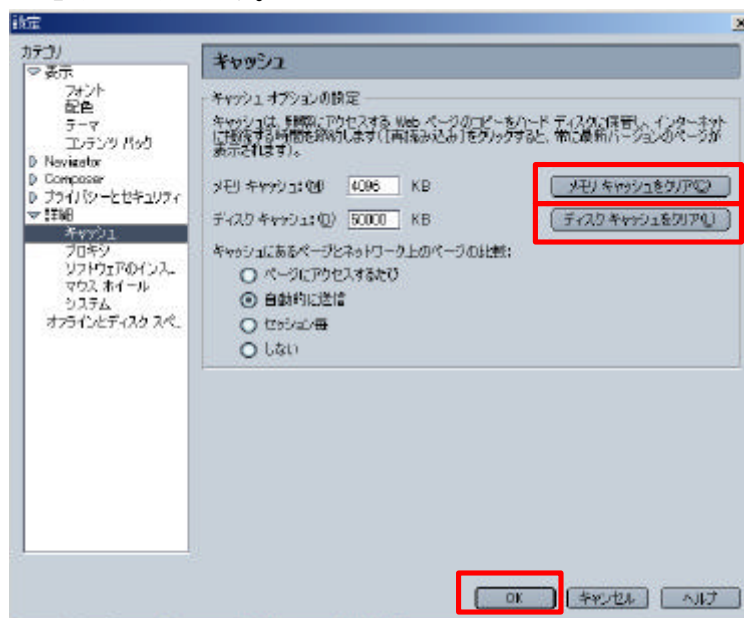 設定
カテゴリ
表示
フォント
配色
テーマ
コンテンツ パック
Navigator
Composer
プライバシーとセキュリティ
詳細
キャッシュ
プロキシ
ソフトウェアのインス..
マウス ホイール
システム
オフラインとディスク スペ..
キャッシュ
キャッシュ オプションの設定
キャッシュは、頻繁にアクセスする Web ページのコピーをハード ディスクに保管し、インターネット
に接続する時間を節約します([再読み込み]をクリックすると、常に最新バージョンのページが
表示されます)。
メモリ キャッシュ:(M) 4096 KB メモリ キャッシュをクリア(C)
ディスク キャッシュ:(D) 50000 KB ディスク キャッシュをクリア(L)
キャッシュにあるページとネットワーク上のページの比較:
ページにアクセスするたび
自動的に送信
セッション毎
しない
OK キャンセル ヘルプ